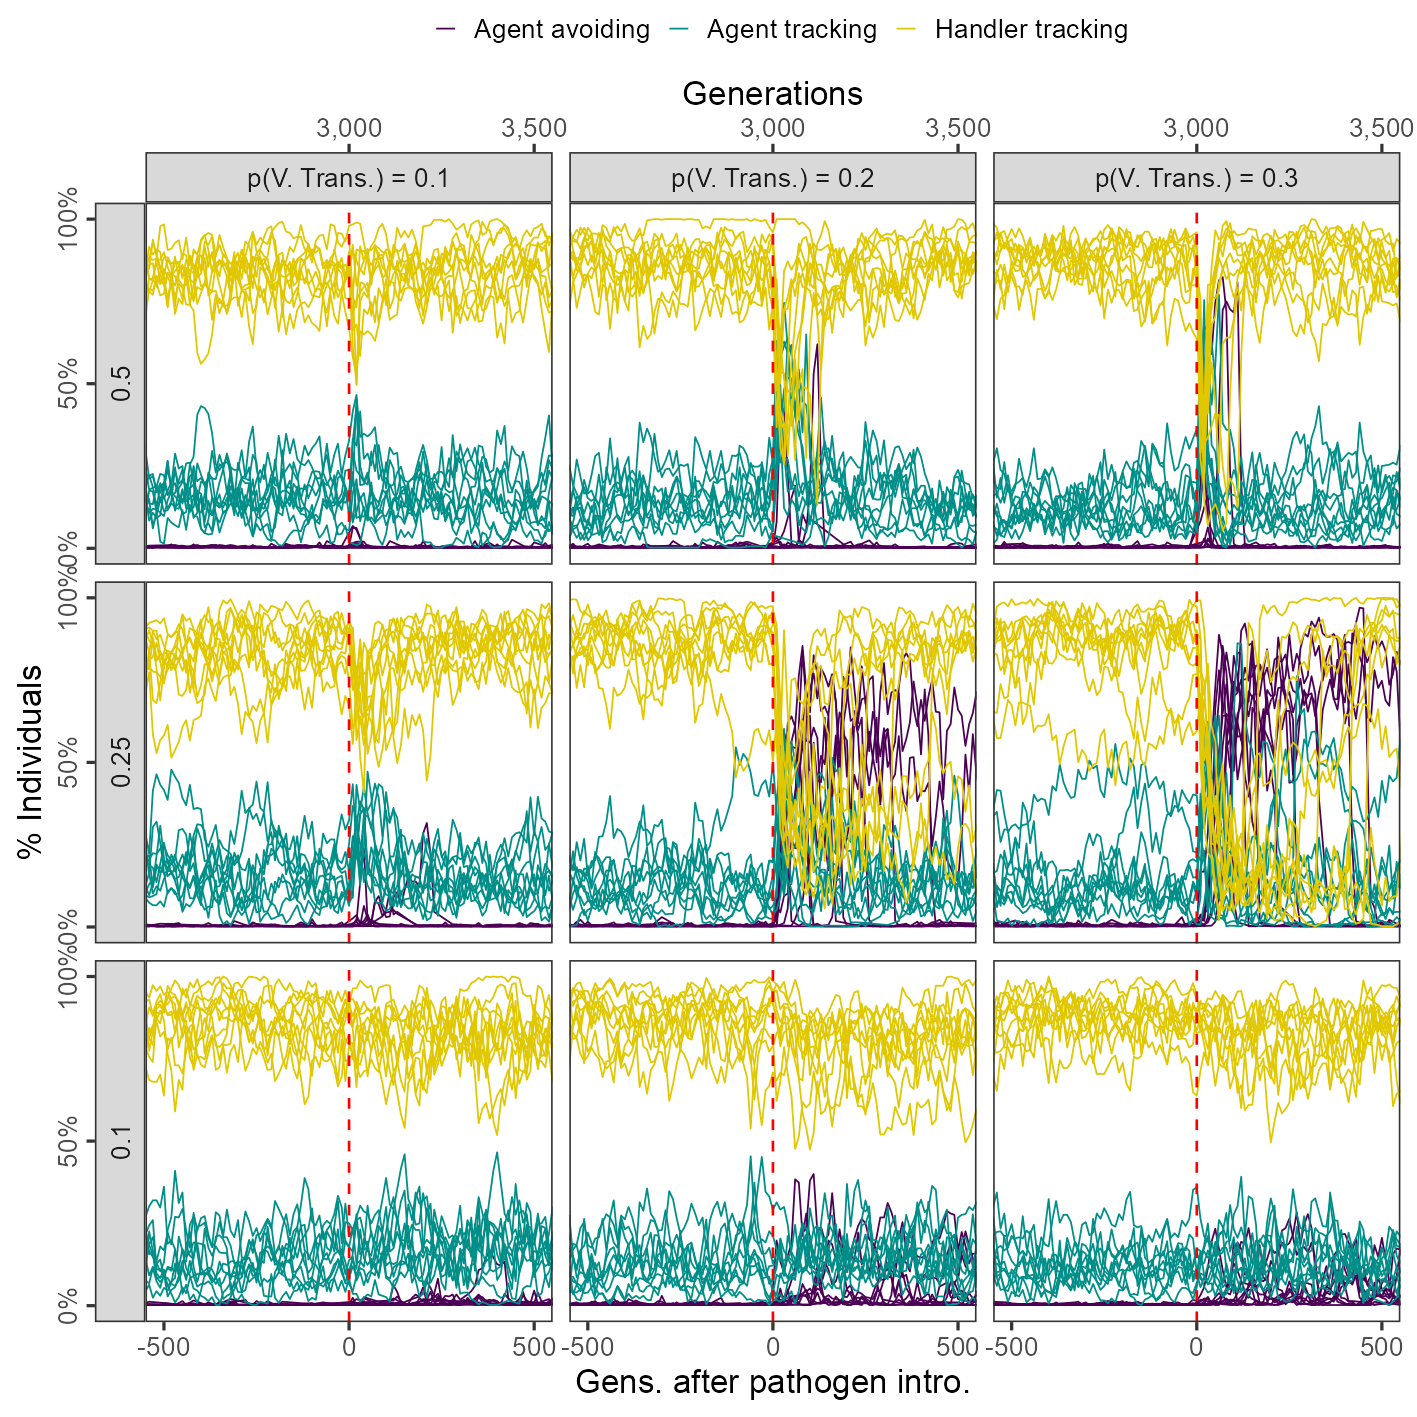 Agent avoiding Agent tracking Handler tracking
Generations
3,000 3,500 3,000 3,500 3,000 3,500
p(V. Trans.) = 0.1 p(V. Trans.) = 0.2 p(V. Trans.) = 0.3
100%
50%
0%
0.5
100%
50%
0%
0.25
100%
50%
0%
0.1
% Individuals
-500 0 500 -500 0 500 -500 0 500
Gens. after pathogen intro.